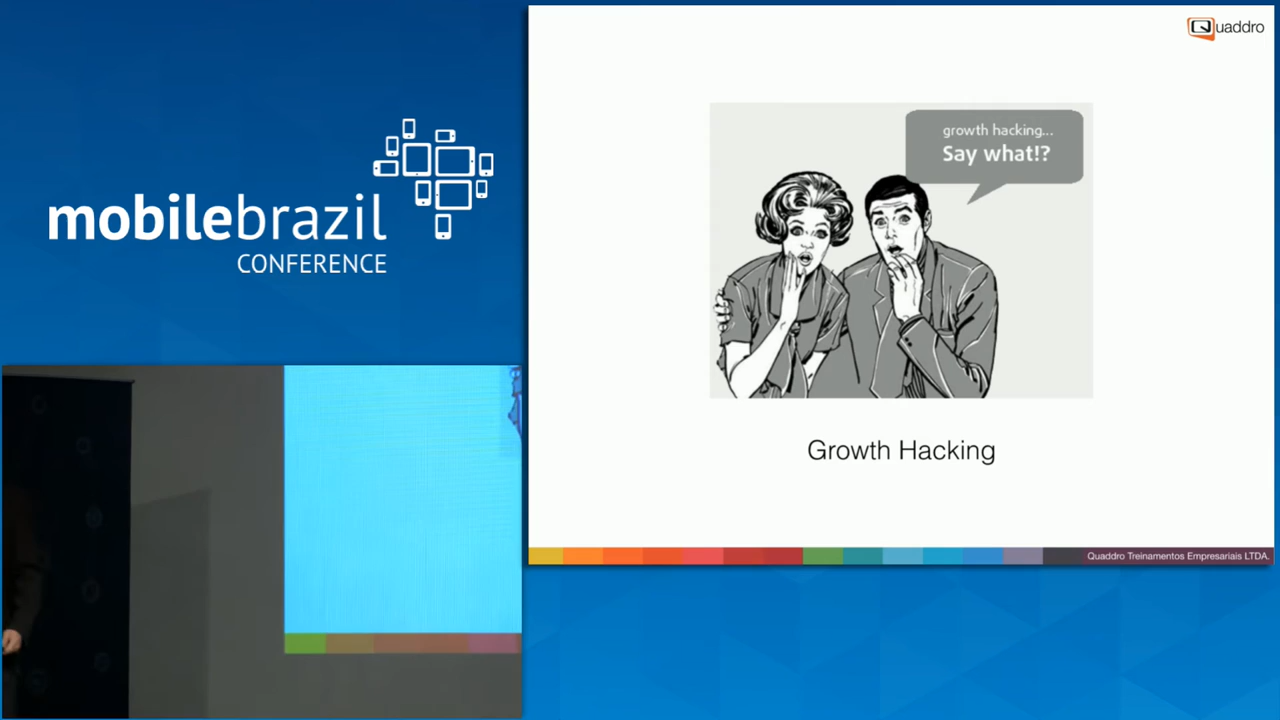 mobilebrazil
CONFERENCE
Quaddro
growth hacking...
Say what!?
Growth Hacking
Quaddro Treinamentos Empresariais LTDA.